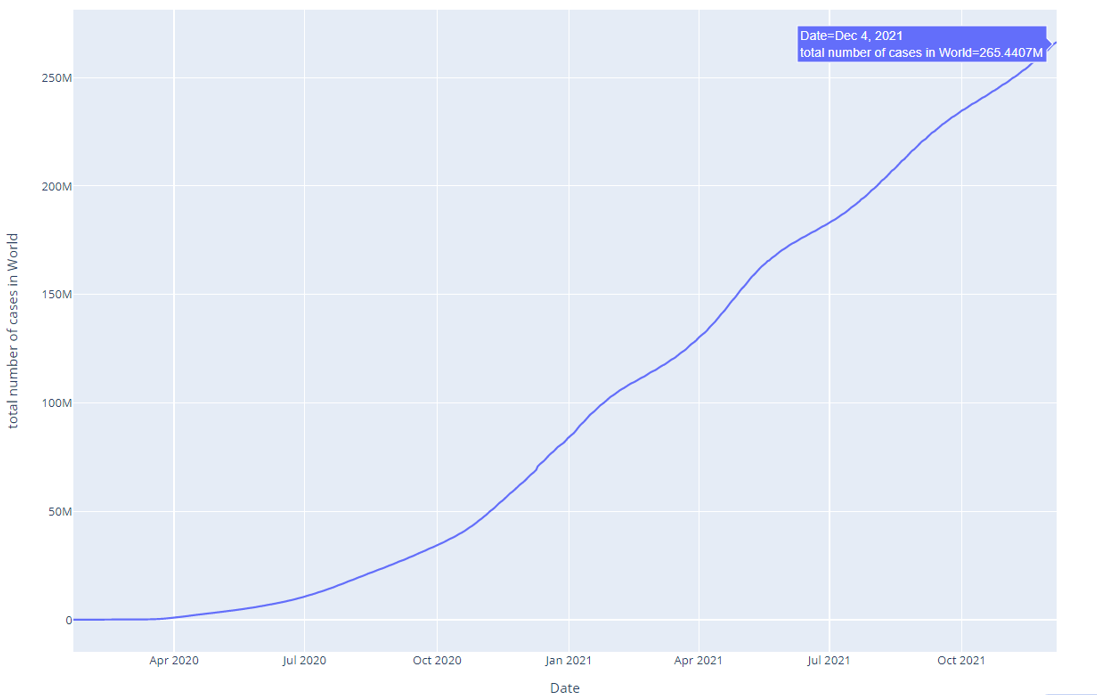 Date=Dec 4, 2021
total number of cases in World=265.4407M
250M
200M
150M
100M
50M
0
total number of cases in World
Apr 2020
Jul 2020
Oct 2020
Jan 2021
Apr 2021
Jul 2021
Oct 2021
Date